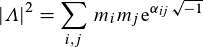 |Λ|² = ∑_{i,j} m_i m_j e^{α_{ij} √−1}